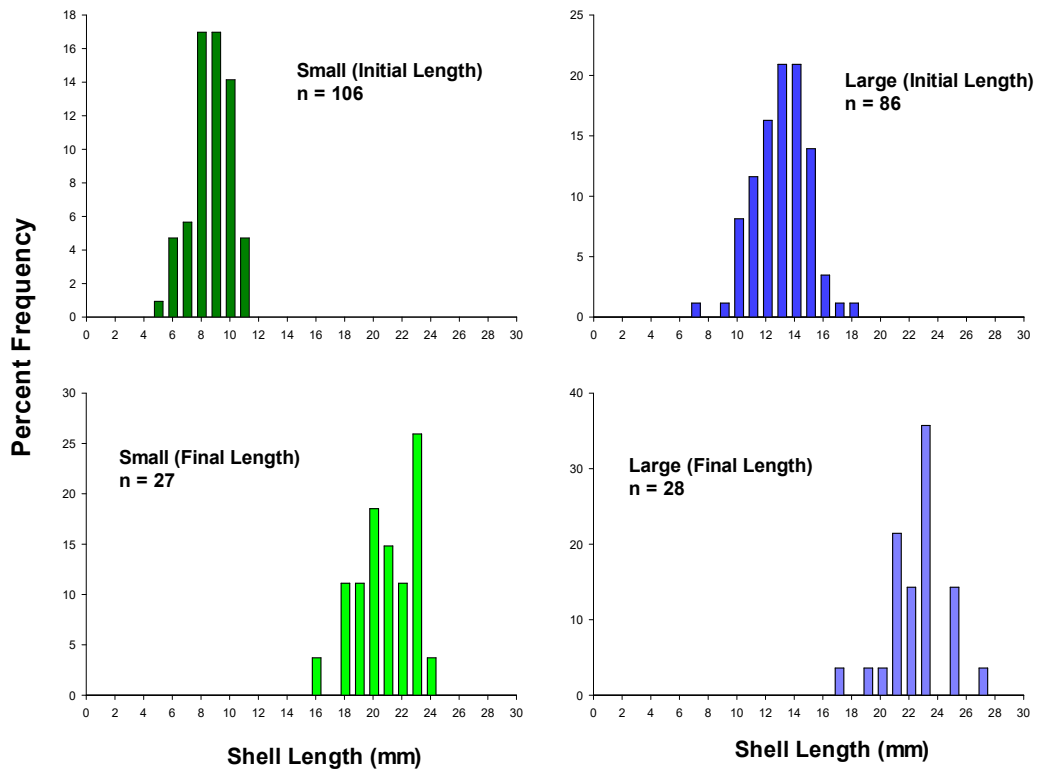 Percent Frequency
18
16
14
12
10
8
6
4
2
0
Small (Initial Length)
n = 106
0 2 4 6 8 10 12 14 16 18 20 22 24 26 28 30
25
20
15
10
5
0
Large (Initial Length)
n = 86
0 2 4 6 8 10 12 14 16 18 20 22 24 26 28 30
30
25
20
15
10
5
0
Small (Final Length)
n = 27
0 2 4 6 8 10 12 14 16 18 20 22 24 26 28 30
Shell Length (mm)
40
30
20
10
0
Large (Final Length)
n = 28
0 2 4 6 8 10 12 14 16 18 20 22 24 26 28 30
Shell Length (mm)